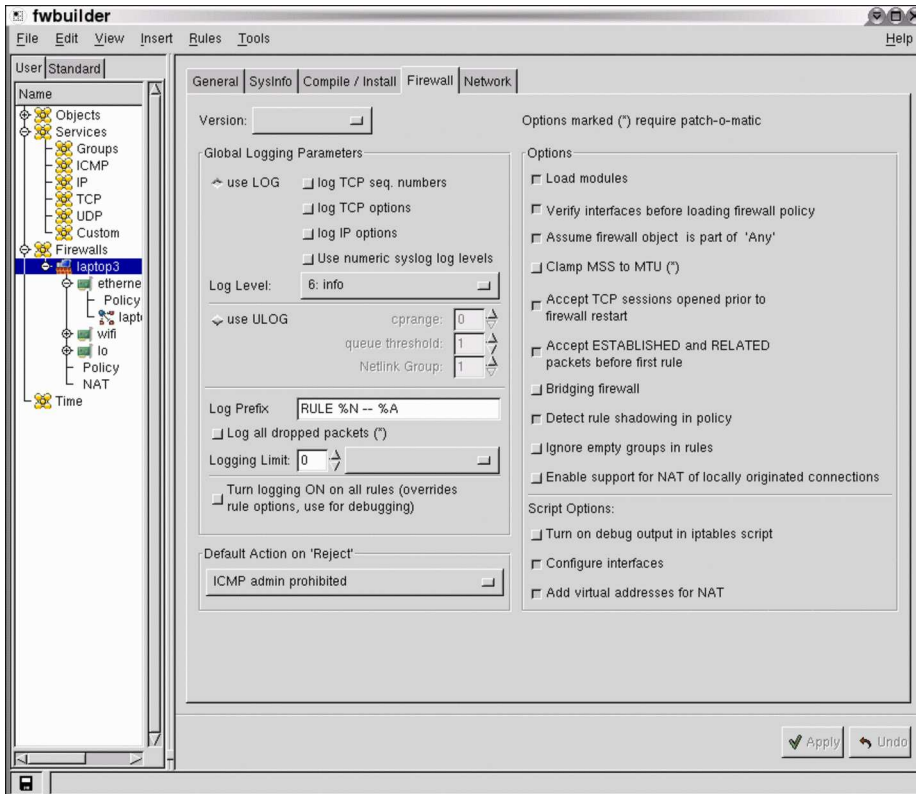 fwbuilder
File Edit View Insert Rules Tools Help
User Standard
Name
Objects
Services
Groups
ICMP
IP
TCP
UDP
Custom
Firewalls
laptop3
etherne
Policy
lapt
wifi
lo
Policy
NAT
Time
General SysInfo Compile / Install Firewall Network
Version:
Options marked (*) require patch-o-matic
Global Logging Parameters
use LOG
log TCP seq. numbers
log TCP options
log IP options
Use numeric syslog log levels
Log Level: 6: info
use ULOG
cprange: 0
queue threshold: 1
Netlink Group: 1
Log Prefix RULE %N -- %A
Log all dropped packets (*)
Logging Limit: 0
Turn logging ON on all rules (overrides
rule options, use for debugging)
Default Action on 'Reject'
ICMP admin prohibited
Options
Load modules
Verify interfaces before loading firewall policy
Assume firewall object is part of 'Any'
Clamp MSS to MTU (*)
Accept TCP sessions opened prior to
firewall restart
Accept ESTABLISHED and RELATED
packets before first rule
Bridging firewall
Detect rule shadowing in policy
Ignore empty groups in rules
Enable support for NAT of locally originated connections
Script Options:
Turn on debug output in iptables script
Configure interfaces
Add virtual addresses for NAT
Apply Undo